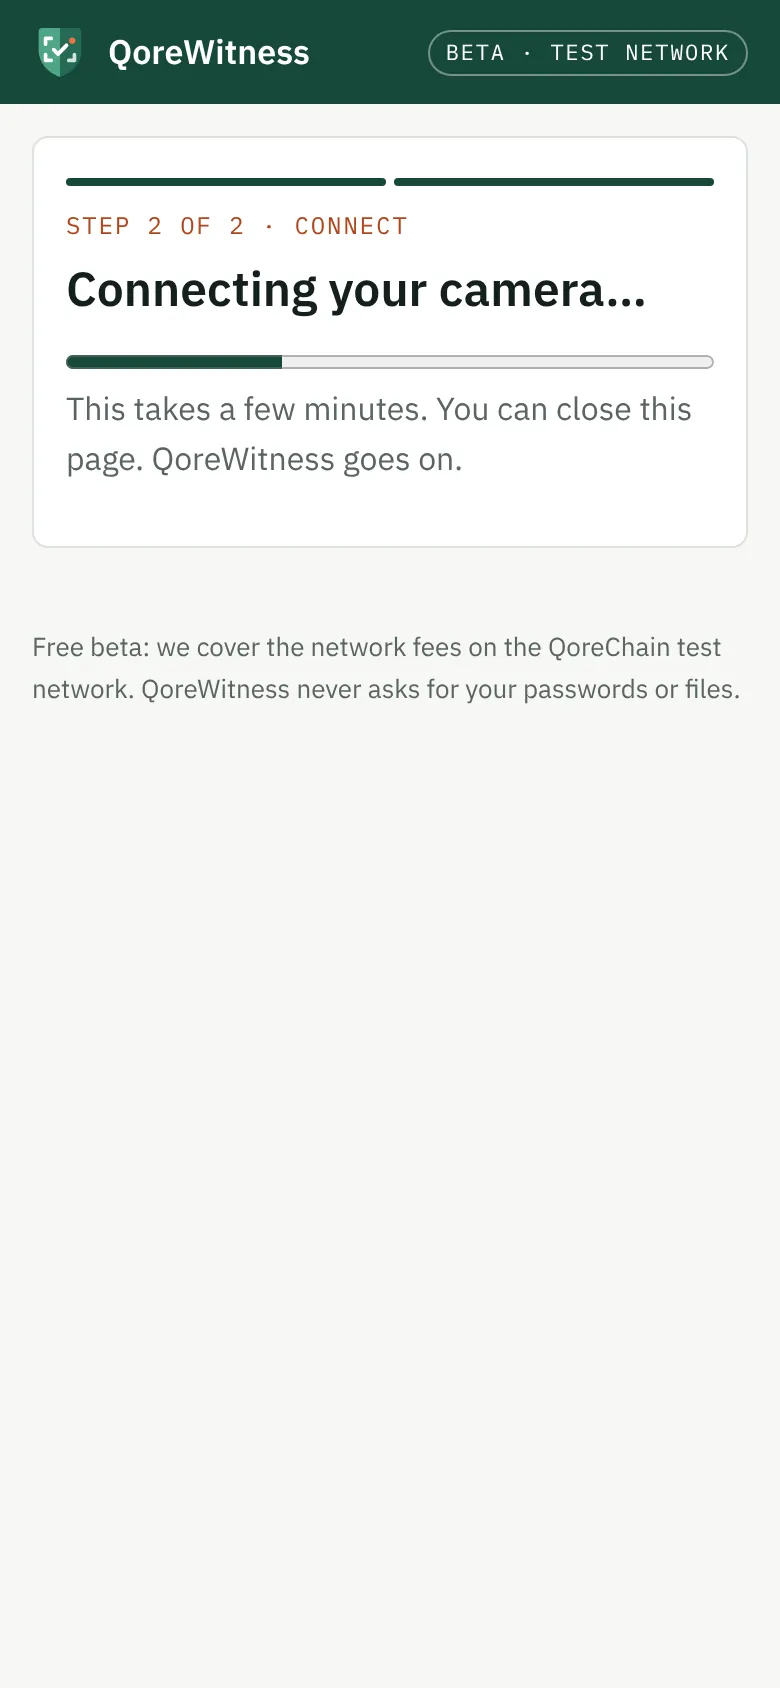 QoreWitness
BETA · TEST NETWORK
STEP 2 OF 2 · CONNECT
Connecting your camera…
This takes a few minutes. You can close this
page. QoreWitness goes on.
Free beta: we cover the network fees on the QoreChain test
network. QoreWitness never asks for your passwords or files.